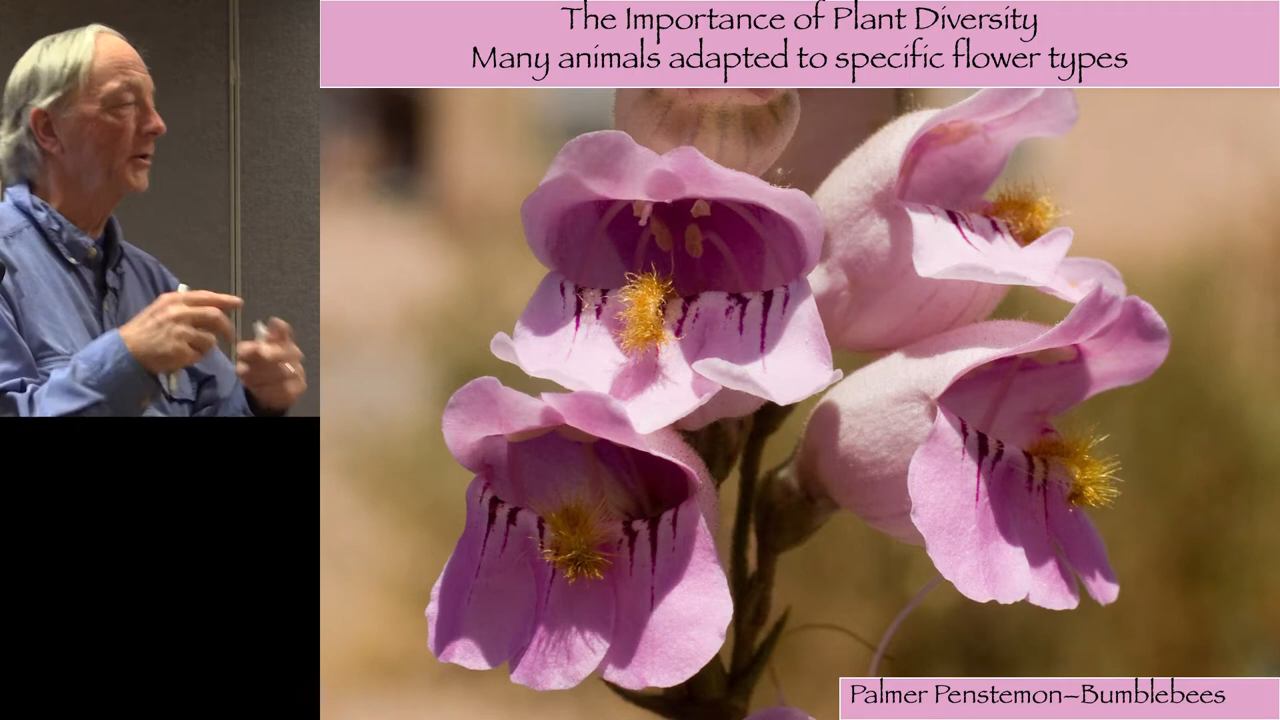 The Importance of Plant Diversity
Many animals adapted to specific flower types
Palmer Penstemon–Bumblebees